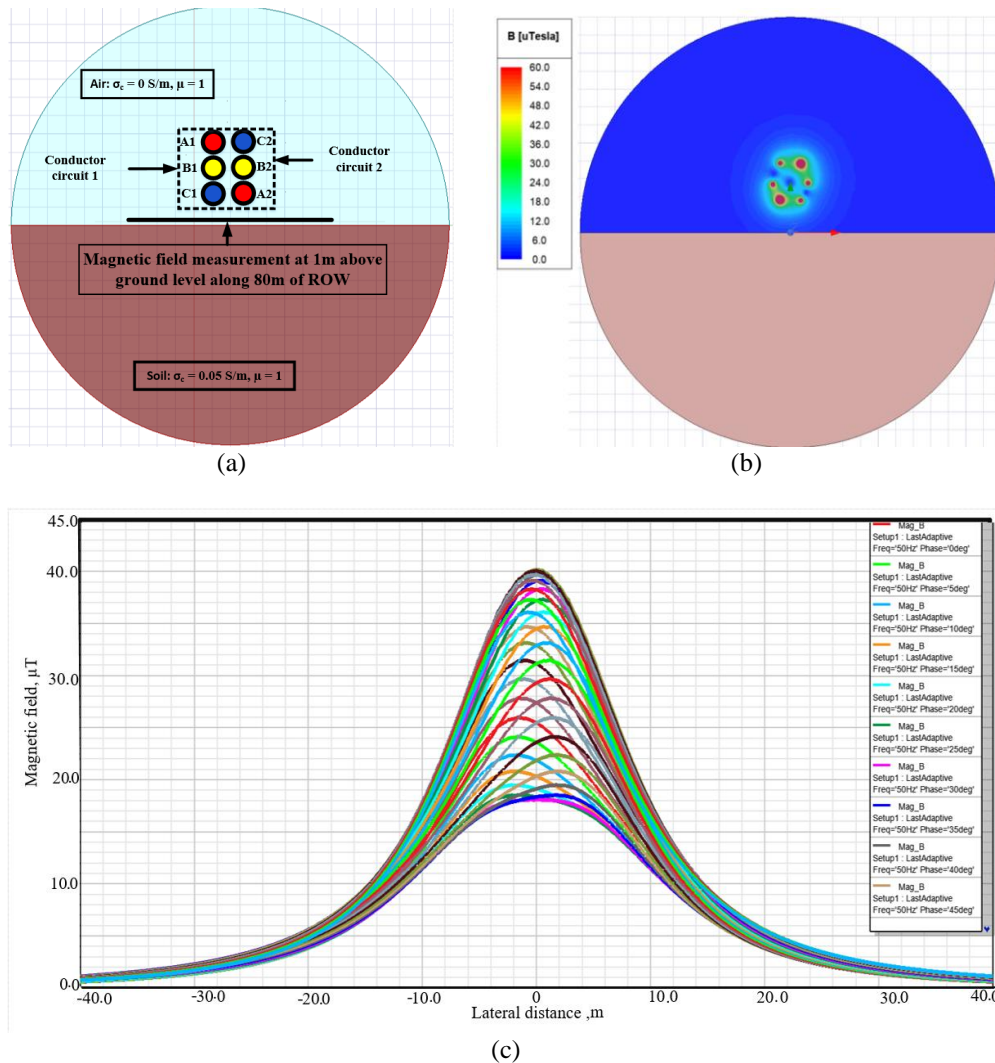 Air: σc = 0 S/m, μ = 1
A1
C2
Conductor
circuit 1
B1
B2
Conductor
circuit 2
C1
A2
Magnetic field measurement at 1m above
ground level along 80m of ROW
Soil: σc = 0.05 S/m, μ = 1
(a)
B [uTesla]
60.0
54.0
48.0
42.0
36.0
30.0
24.0
18.0
12.0
6.0
0.0
(b)
45.0
40.0
30.0
20.0
10.0
0.0
Magnetic field, μT
-40.0
-30.0
-20.0
-10.0
0
10.0
20.0
30.0
40.0
Lateral distance ,m
Mag_B
Setup1 : LastAdaptive
Freq='50Hz' Phase='0deg'
Mag_B
Setup1 : LastAdaptive
Freq='50Hz' Phase='5deg'
Mag_B
Setup1 : LastAdaptive
Freq='50Hz' Phase='10deg'
Mag_B
Setup1 : LastAdaptive
Freq='50Hz' Phase='15deg'
Mag_B
Setup1 : LastAdaptive
Freq='50Hz' Phase='20deg'
Mag_B
Setup1 : LastAdaptive
Freq='50Hz' Phase='25deg'
Mag_B
Setup1 : LastAdaptive
Freq='50Hz' Phase='30deg'
Mag_B
Setup1 : LastAdaptive
Freq='50Hz' Phase='35deg'
Mag_B
Setup1 : LastAdaptive
Freq='50Hz' Phase='40deg'
Mag_B
Setup1 : LastAdaptive
Freq='50Hz' Phase='45deg'
(c)